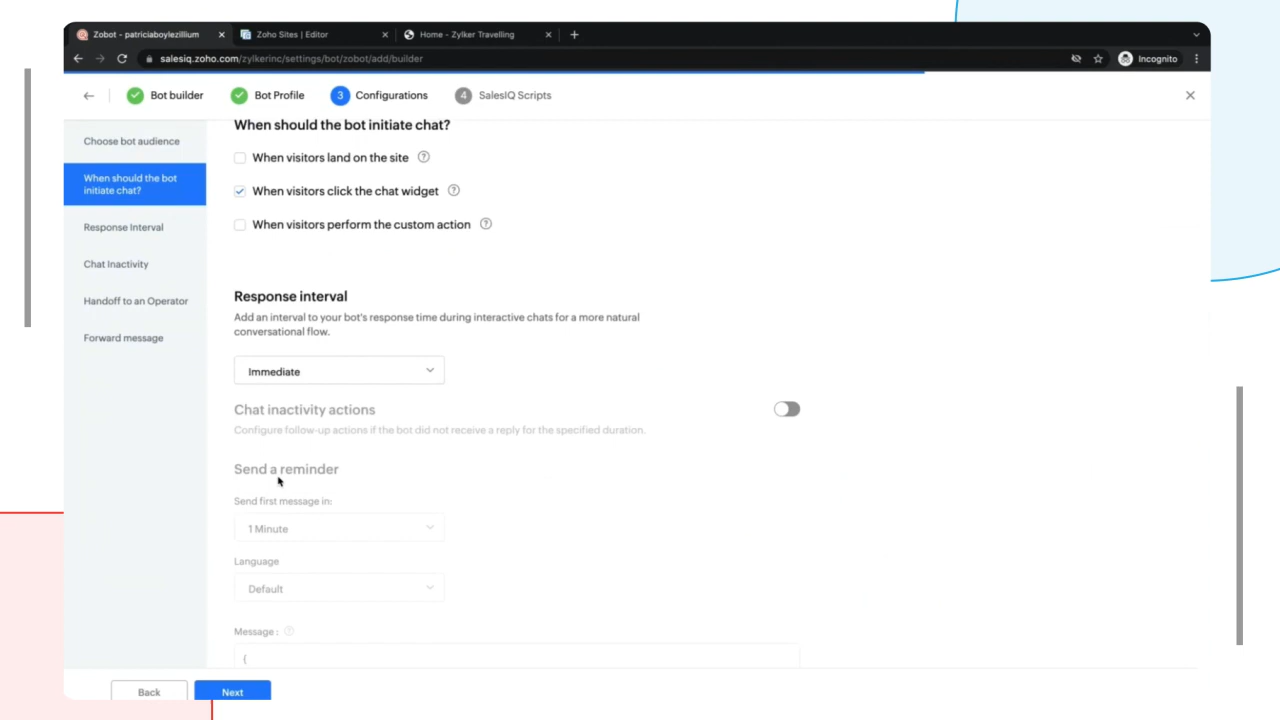 Zobot - patriciaboylezillium
Zoho Sites | Editor
Home - Zylker Travelling
salesiq.zoho.com/zylkerinc/settings/bot/zobot/add/builder
Incognito
Bot builder
Bot Profile
3 Configurations
4 SalesIQ Scripts
Choose bot audience
When should the bot
initiate chat?
Response Interval
Chat Inactivity
Handoff to an Operator
Forward message
When should the bot initiate chat?
When visitors land on the site ?
When visitors click the chat widget ?
When visitors perform the custom action ?
Response interval
Add an interval to your bot's response time during interactive chats for a more natural
conversational flow.
Immediate
Chat inactivity actions
Configure follow-up actions if the bot did not receive a reply for the specified duration.
Send a reminder
Send first message in:
1 Minute
Language
Default
Message : ?
{
Back
Next